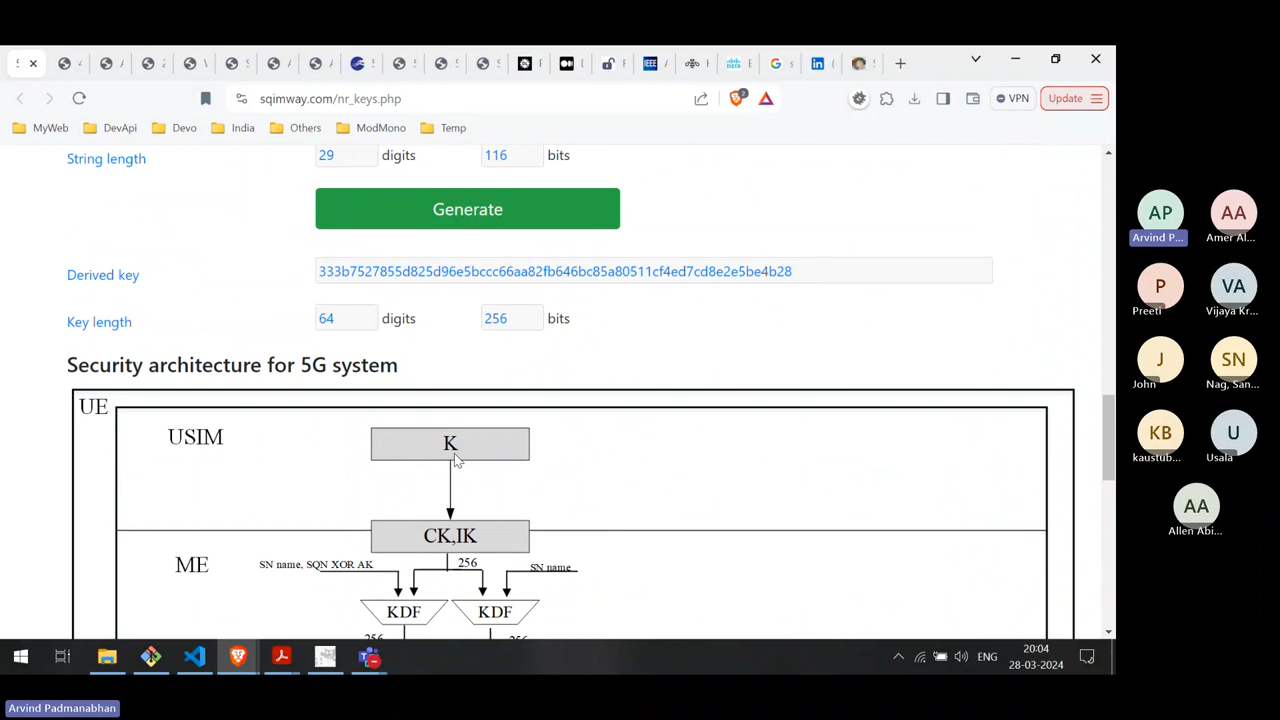 sqimway.com/nr_keys.php
VPN
Update
MyWeb
DevApi
Devo
India
Others
ModMono
Temp
String length
29 digits
116 bits
Generate
Derived key
333b7527855d825d96e5bccc66aa82fb646bc85a80511cf4ed7cd8e2e5be4b28
Key length
64 digits
256 bits
Security architecture for 5G system
UE
USIM
K
CK,IK
ME
SN name, SQN XOR AK
256
SN name
KDF
KDF
256
256
ENG
20:04
28-03-2024
AP
Arvind P...
AA
Amer Al...
P
Preeti
VA
Vijaya Kr...
J
John
SN
Nag, San...
KB
kaustub...
U
Usala
AA
Allen Abi...
Arvind Padmanabhan